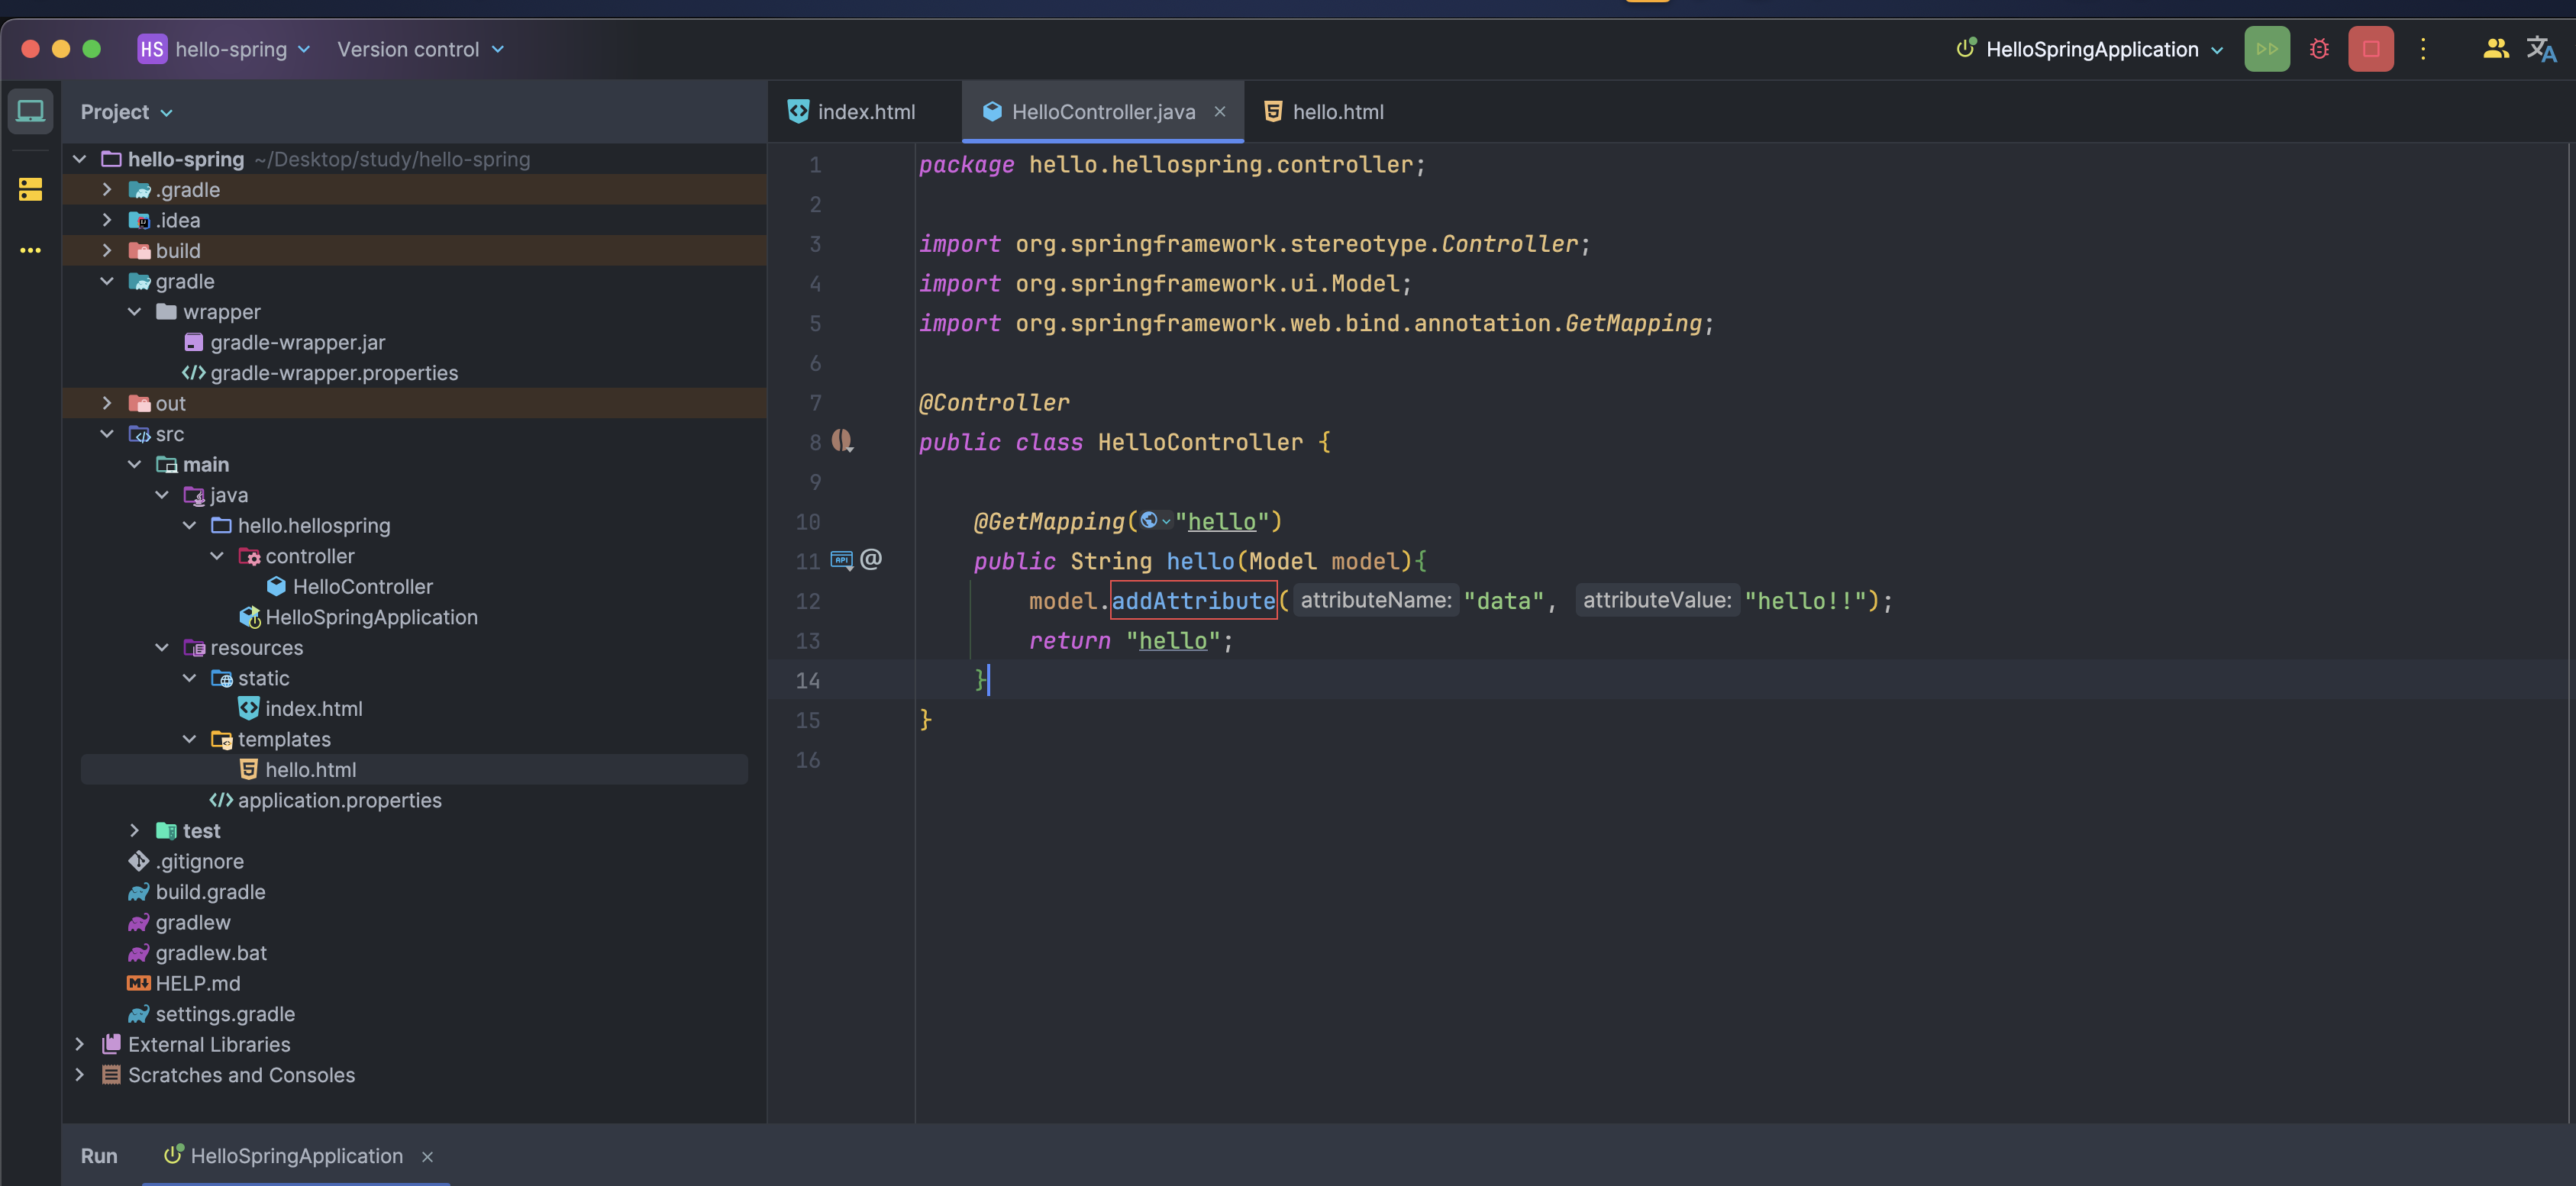 HS hello-spring Version control HelloSpringApplication
Project
index.html HelloController.java hello.html
hello-spring ~/Desktop/study/hello-spring
.gradle
.idea
build
gradle
wrapper
gradle-wrapper.jar
gradle-wrapper.properties
out
src
main
java
hello.hellospring
controller
HelloController
HelloSpringApplication
resources
static
index.html
templates
hello.html
application.properties
test
.gitignore
build.gradle
gradlew
gradlew.bat
HELP.md
settings.gradle
External Libraries
Scratches and Consoles
1 package hello.hellospring.controller;
2
3 import org.springframework.stereotype.Controller;
4 import org.springframework.ui.Model;
5 import org.springframework.web.bind.annotation.GetMapping;
6
7 @Controller
8 public class HelloController {
9
10 @GetMapping("hello")
11 public String hello(Model model){
12 model.addAttribute( attributeName: "data", attributeValue: "hello!!");
13 return "hello";
14 }
15 }
16
Run HelloSpringApplication